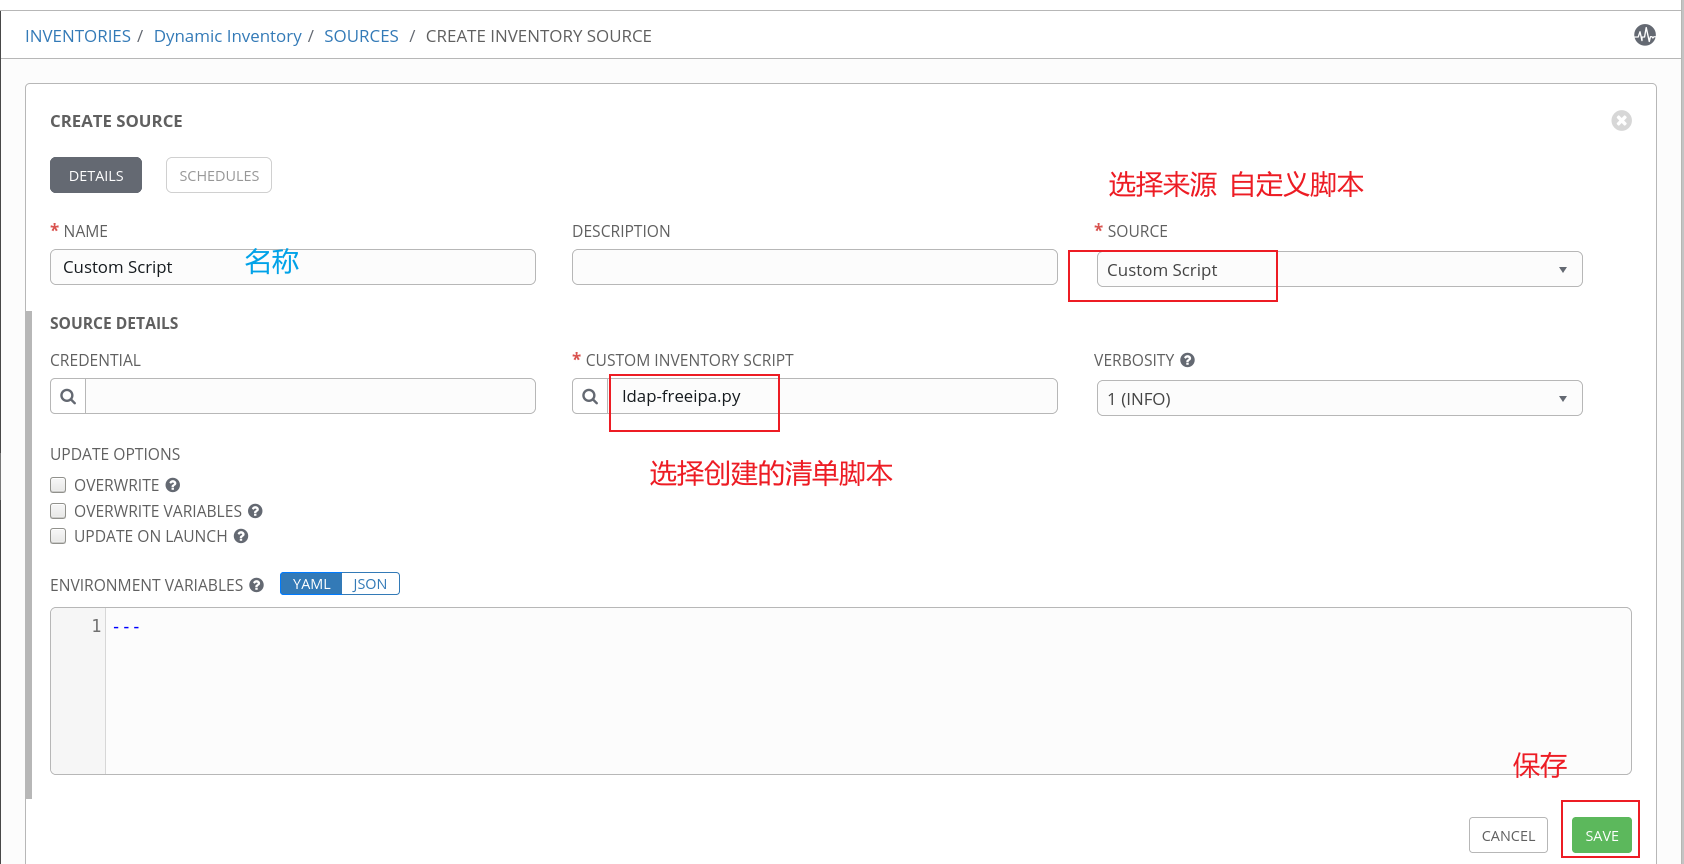 INVENTORIES / Dynamic Inventory / SOURCES / CREATE INVENTORY SOURCE
CREATE SOURCE
DETAILS SCHEDULES
选择来源 自定义脚本
* NAME DESCRIPTION * SOURCE
Custom Script 名称 Custom Script
SOURCE DETAILS
CREDENTIAL * CUSTOM INVENTORY SCRIPT VERBOSITY ?
ldap-freeipa.py 1 (INFO)
UPDATE OPTIONS
选择创建的清单脚本
OVERWRITE ?
OVERWRITE VARIABLES ?
UPDATE ON LAUNCH ?
ENVIRONMENT VARIABLES ? YAML JSON
1 ---
保存
CANCEL SAVE